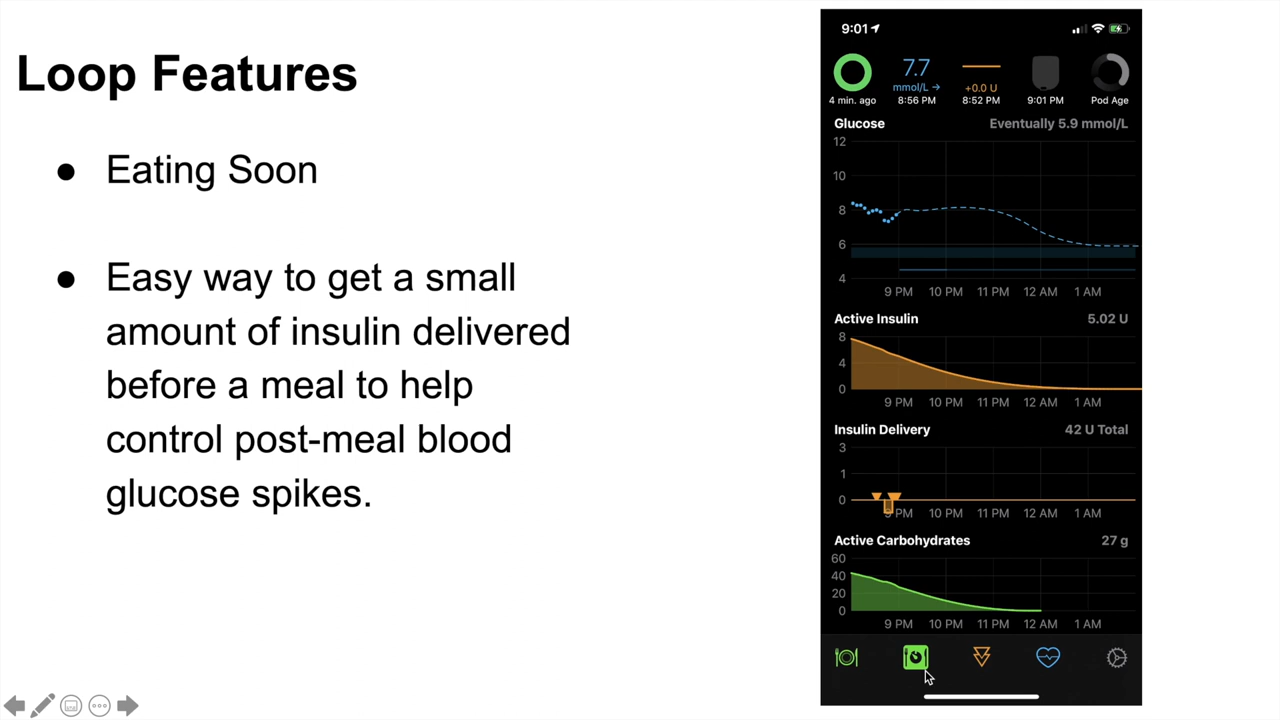 Loop Features
● Eating Soon
● Easy way to get a small
amount of insulin delivered
before a meal to help
control post-meal blood
glucose spikes.
9:01
7.7
mmol/L →
+0.0 U
4 min. ago 8:56 PM 8:52 PM 9:01 PM Pod Age
Glucose Eventually 5.9 mmol/L
12
10
8
6
4
9 PM 10 PM 11 PM 12 AM 1 AM
Active Insulin 5.02 U
8
4
0
9 PM 10 PM 11 PM 12 AM 1 AM
Insulin Delivery 42 U Total
3
1
0
9 PM 10 PM 11 PM 12 AM 1 AM
Active Carbohydrates 27 g
60
40
20
0
9 PM 10 PM 11 PM 12 AM 1 AM